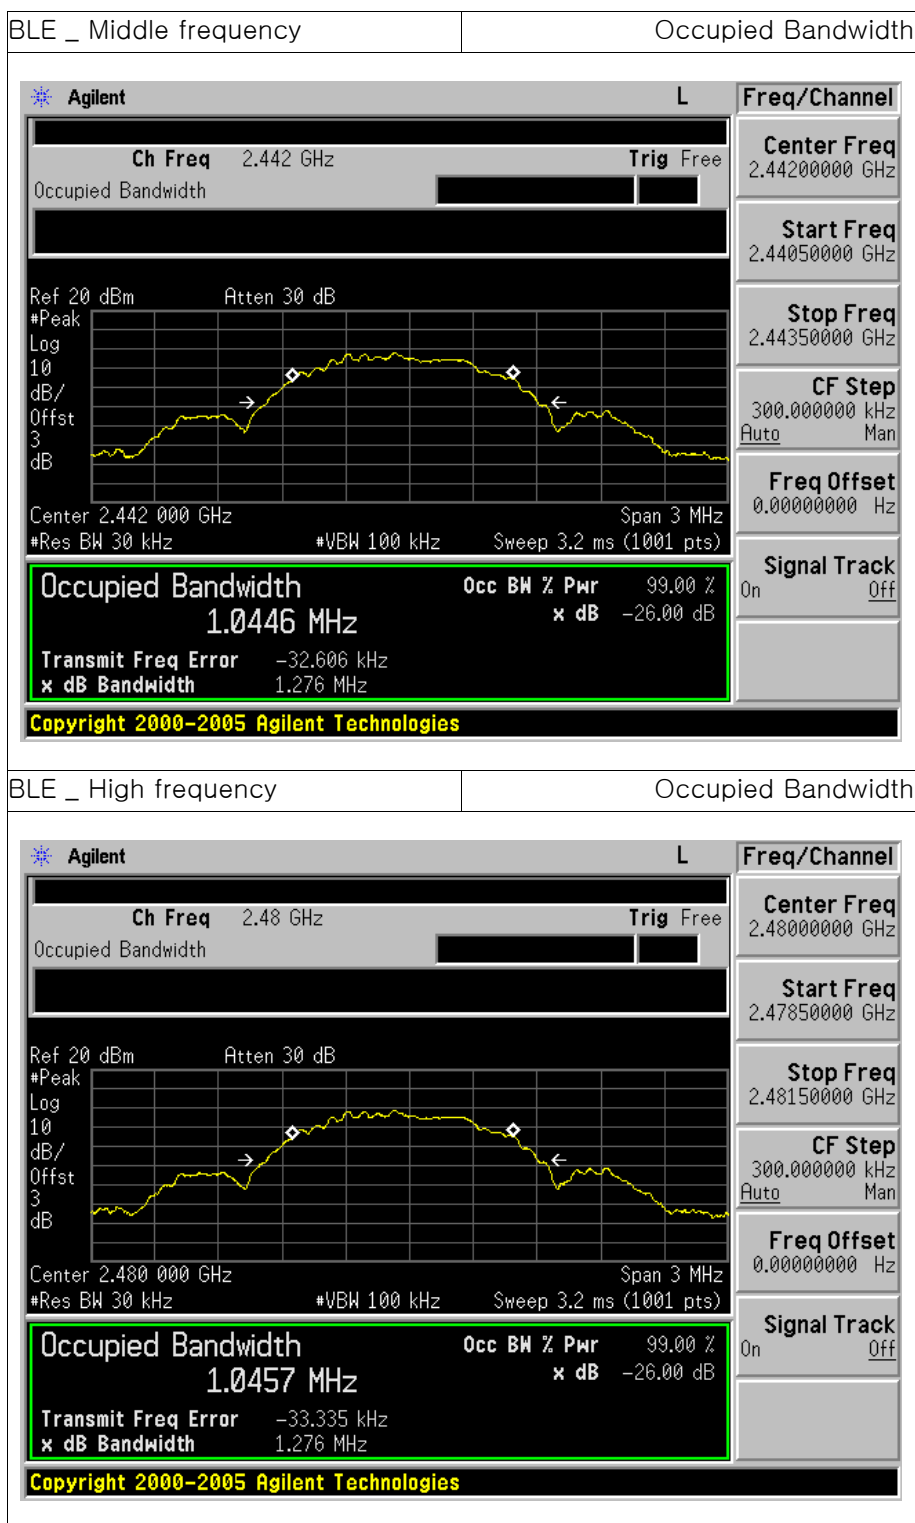 BLE _ Middle frequency Occupied Bandwidth
Agilent L Freq/Channel
Ch Freq 2.442 GHz Trig Free
Occupied Bandwidth
Center Freq
2.44200000 GHz
Start Freq
2.44050000 GHz
Stop Freq
2.44350000 GHz
CF Step
300.000000 kHz
Auto Man
Freq Offset
0.00000000 Hz
Signal Track
On Off
Ref 20 dBm Atten 30 dB
#Peak
Log
10
dB/
Offst
3
dB
Center 2.442 000 GHz Span 3 MHz
#Res BW 30 kHz #VBW 100 kHz Sweep 3.2 ms (1001 pts)
Occupied Bandwidth Occ BW % Pwr 99.00 %
1.0446 MHz x dB -26.00 dB
Transmit Freq Error -32.606 kHz
x dB Bandwidth 1.276 MHz
Copyright 2000-2005 Agilent Technologies
BLE _ High frequency Occupied Bandwidth
Agilent L Freq/Channel
Ch Freq 2.48 GHz Trig Free
Occupied Bandwidth
Center Freq
2.48000000 GHz
Start Freq
2.47850000 GHz
Stop Freq
2.48150000 GHz
CF Step
300.000000 kHz
Auto Man
Freq Offset
0.00000000 Hz
Signal Track
On Off
Ref 20 dBm Atten 30 dB
#Peak
Log
10
dB/
Offst
3
dB
Center 2.480 000 GHz Span 3 MHz
#Res BW 30 kHz #VBW 100 kHz Sweep 3.2 ms (1001 pts)
Occupied Bandwidth Occ BW % Pwr 99.00 %
1.0457 MHz x dB -26.00 dB
Transmit Freq Error -33.335 kHz
x dB Bandwidth 1.276 MHz
Copyright 2000-2005 Agilent Technologies